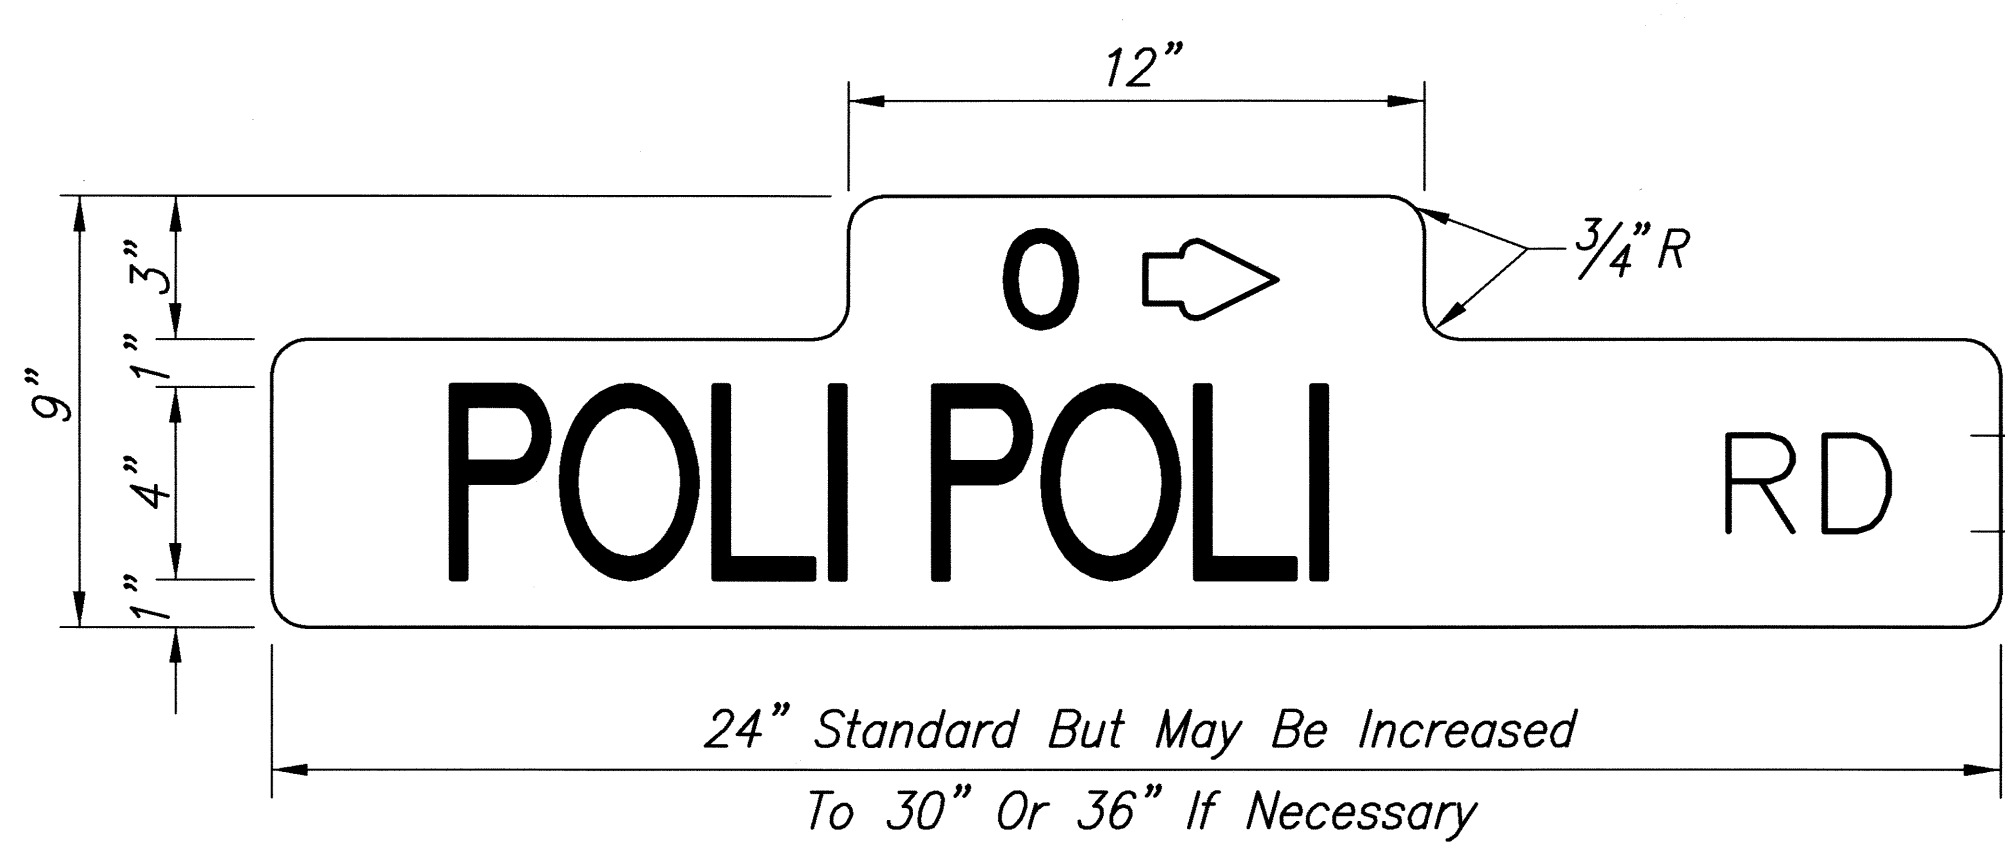 12"
3/4" R
3"
O
1"
9"
4"
POLI POLI RD
1"
24" Standard But May Be Increased
To 30" Or 36" If Necessary